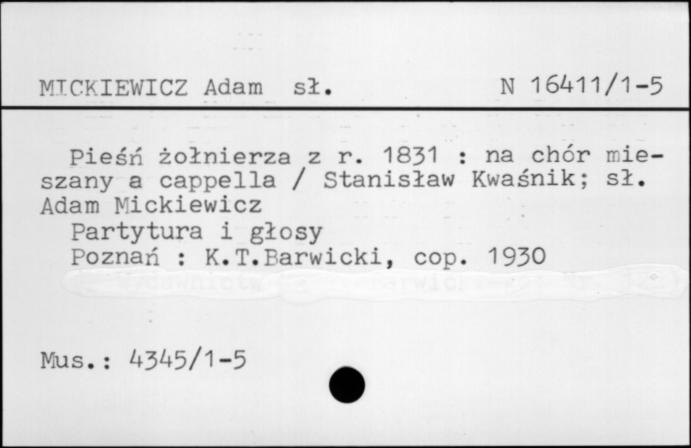 MICKIEWICZ Adam sł. N 16411/1-5
Pieśń żołnierza z r. 1831 : na chór mie-
szany a cappella / Stanisław Kwaśnik; sł.
Adam Mickiewicz
Partytura i głosy
Poznań : K.T.Barwicki, cop. 1930
Mus.: 4345/1-5